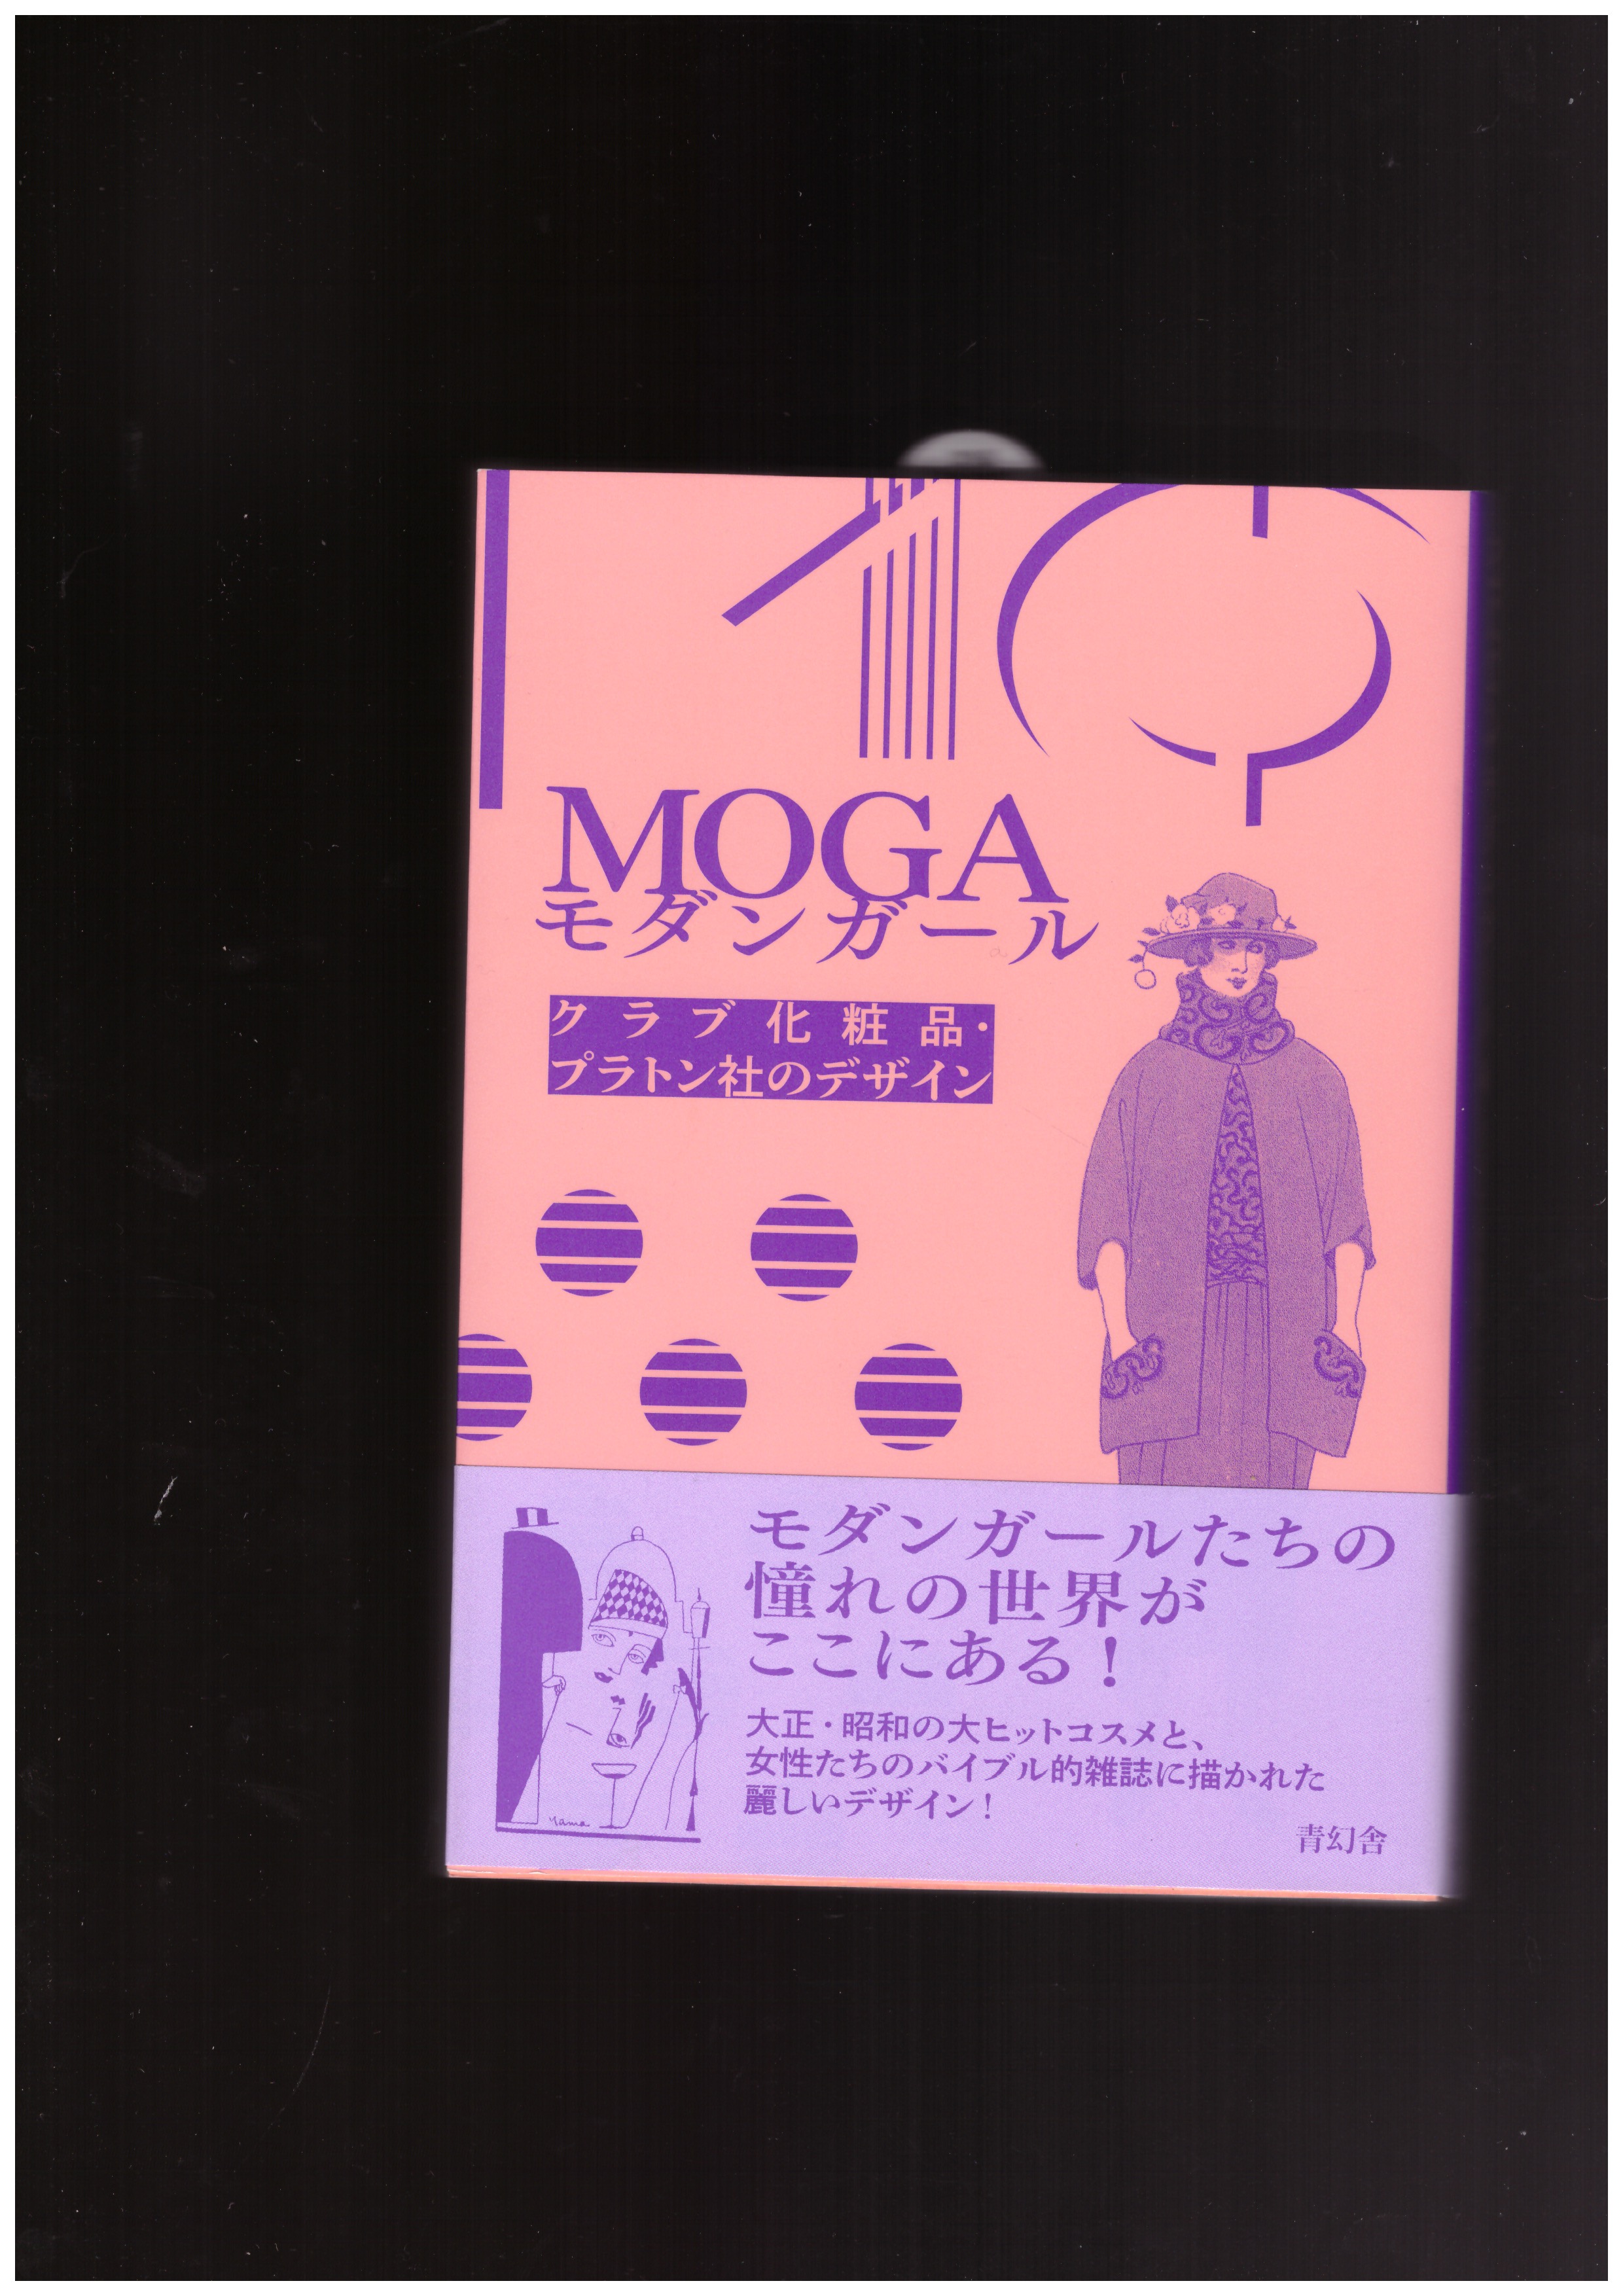 MOGA
モダンガール
クラブ化粧品・
プラトン社のデザイン
モダンガールたちの
憧れの世界が
ここにある！
大正・昭和の大ヒットコスメと、
女性たちのバイブル的雑誌に描かれた
麗しいデザイン！
青幻舎
Yama